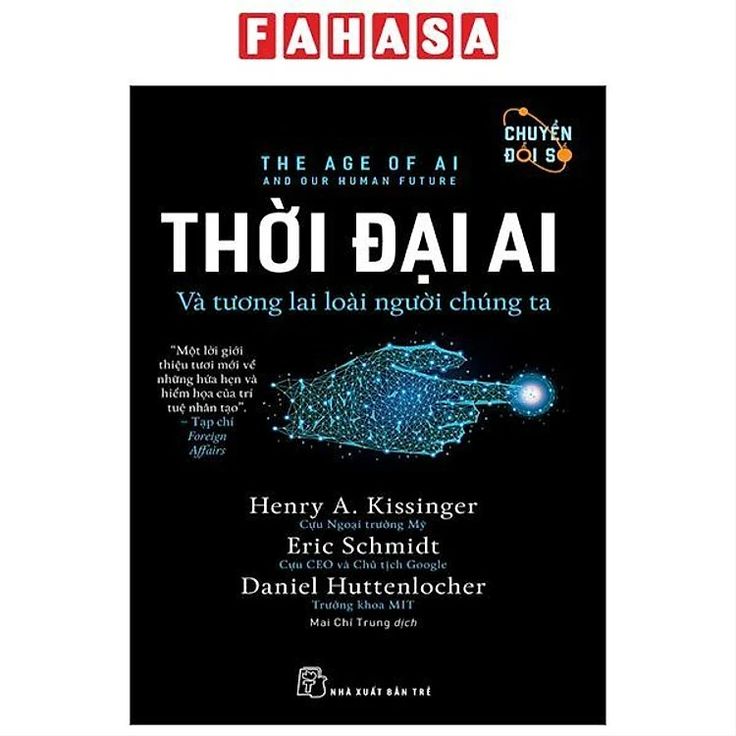 FAHASA
CHUYỂN
ĐỔI SỐ
THE AGE OF AI
AND OUR HUMAN FUTURE
THỜI ĐẠI AI
Và tương lai loài người chúng ta
"Một lời giới
thiệu tươi mới về
những hứa hẹn và
hiểm họa của trí
tuệ nhân tạo".
– Tạp chí
Foreign
Affairs
Henry A. Kissinger
Cựu Ngoại trưởng Mỹ
Eric Schmidt
Cựu CEO và Chủ tịch Google
Daniel Huttenlocher
Trưởng khoa MIT
Mai Chí Trung dịch
NHÀ XUẤT BẢN TRẺ